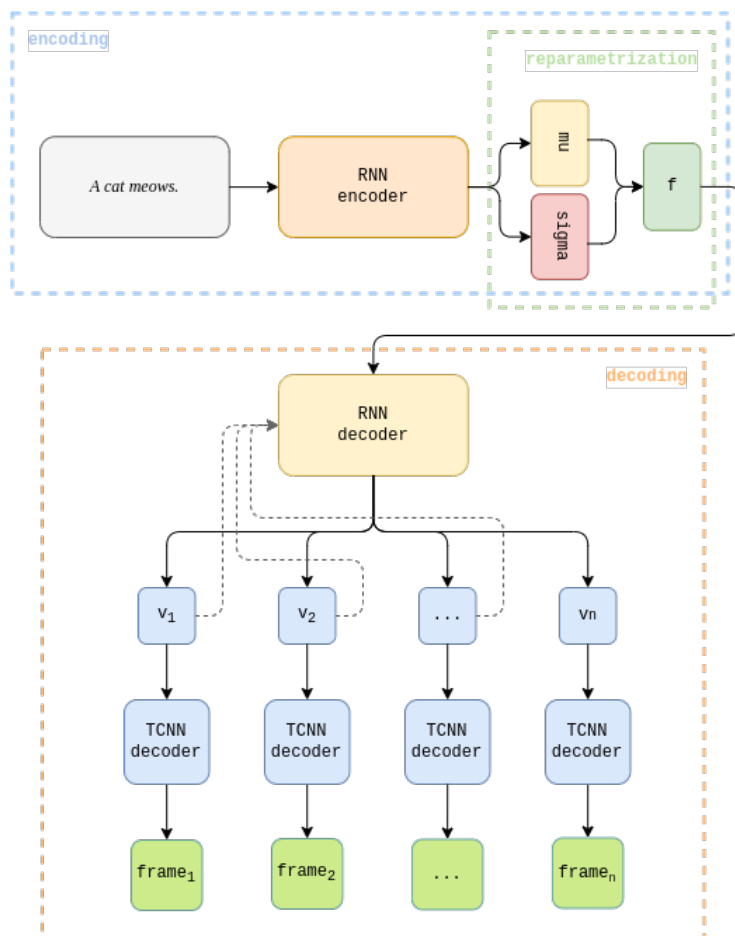 encoding
reparametrization
A cat meows.
RNN
encoder
mu
sigma
f
decoding
RNN
decoder
v1
v2
...
vn
TCNN
decoder
TCNN
decoder
TCNN
decoder
TCNN
decoder
frame1
frame2
...
framen